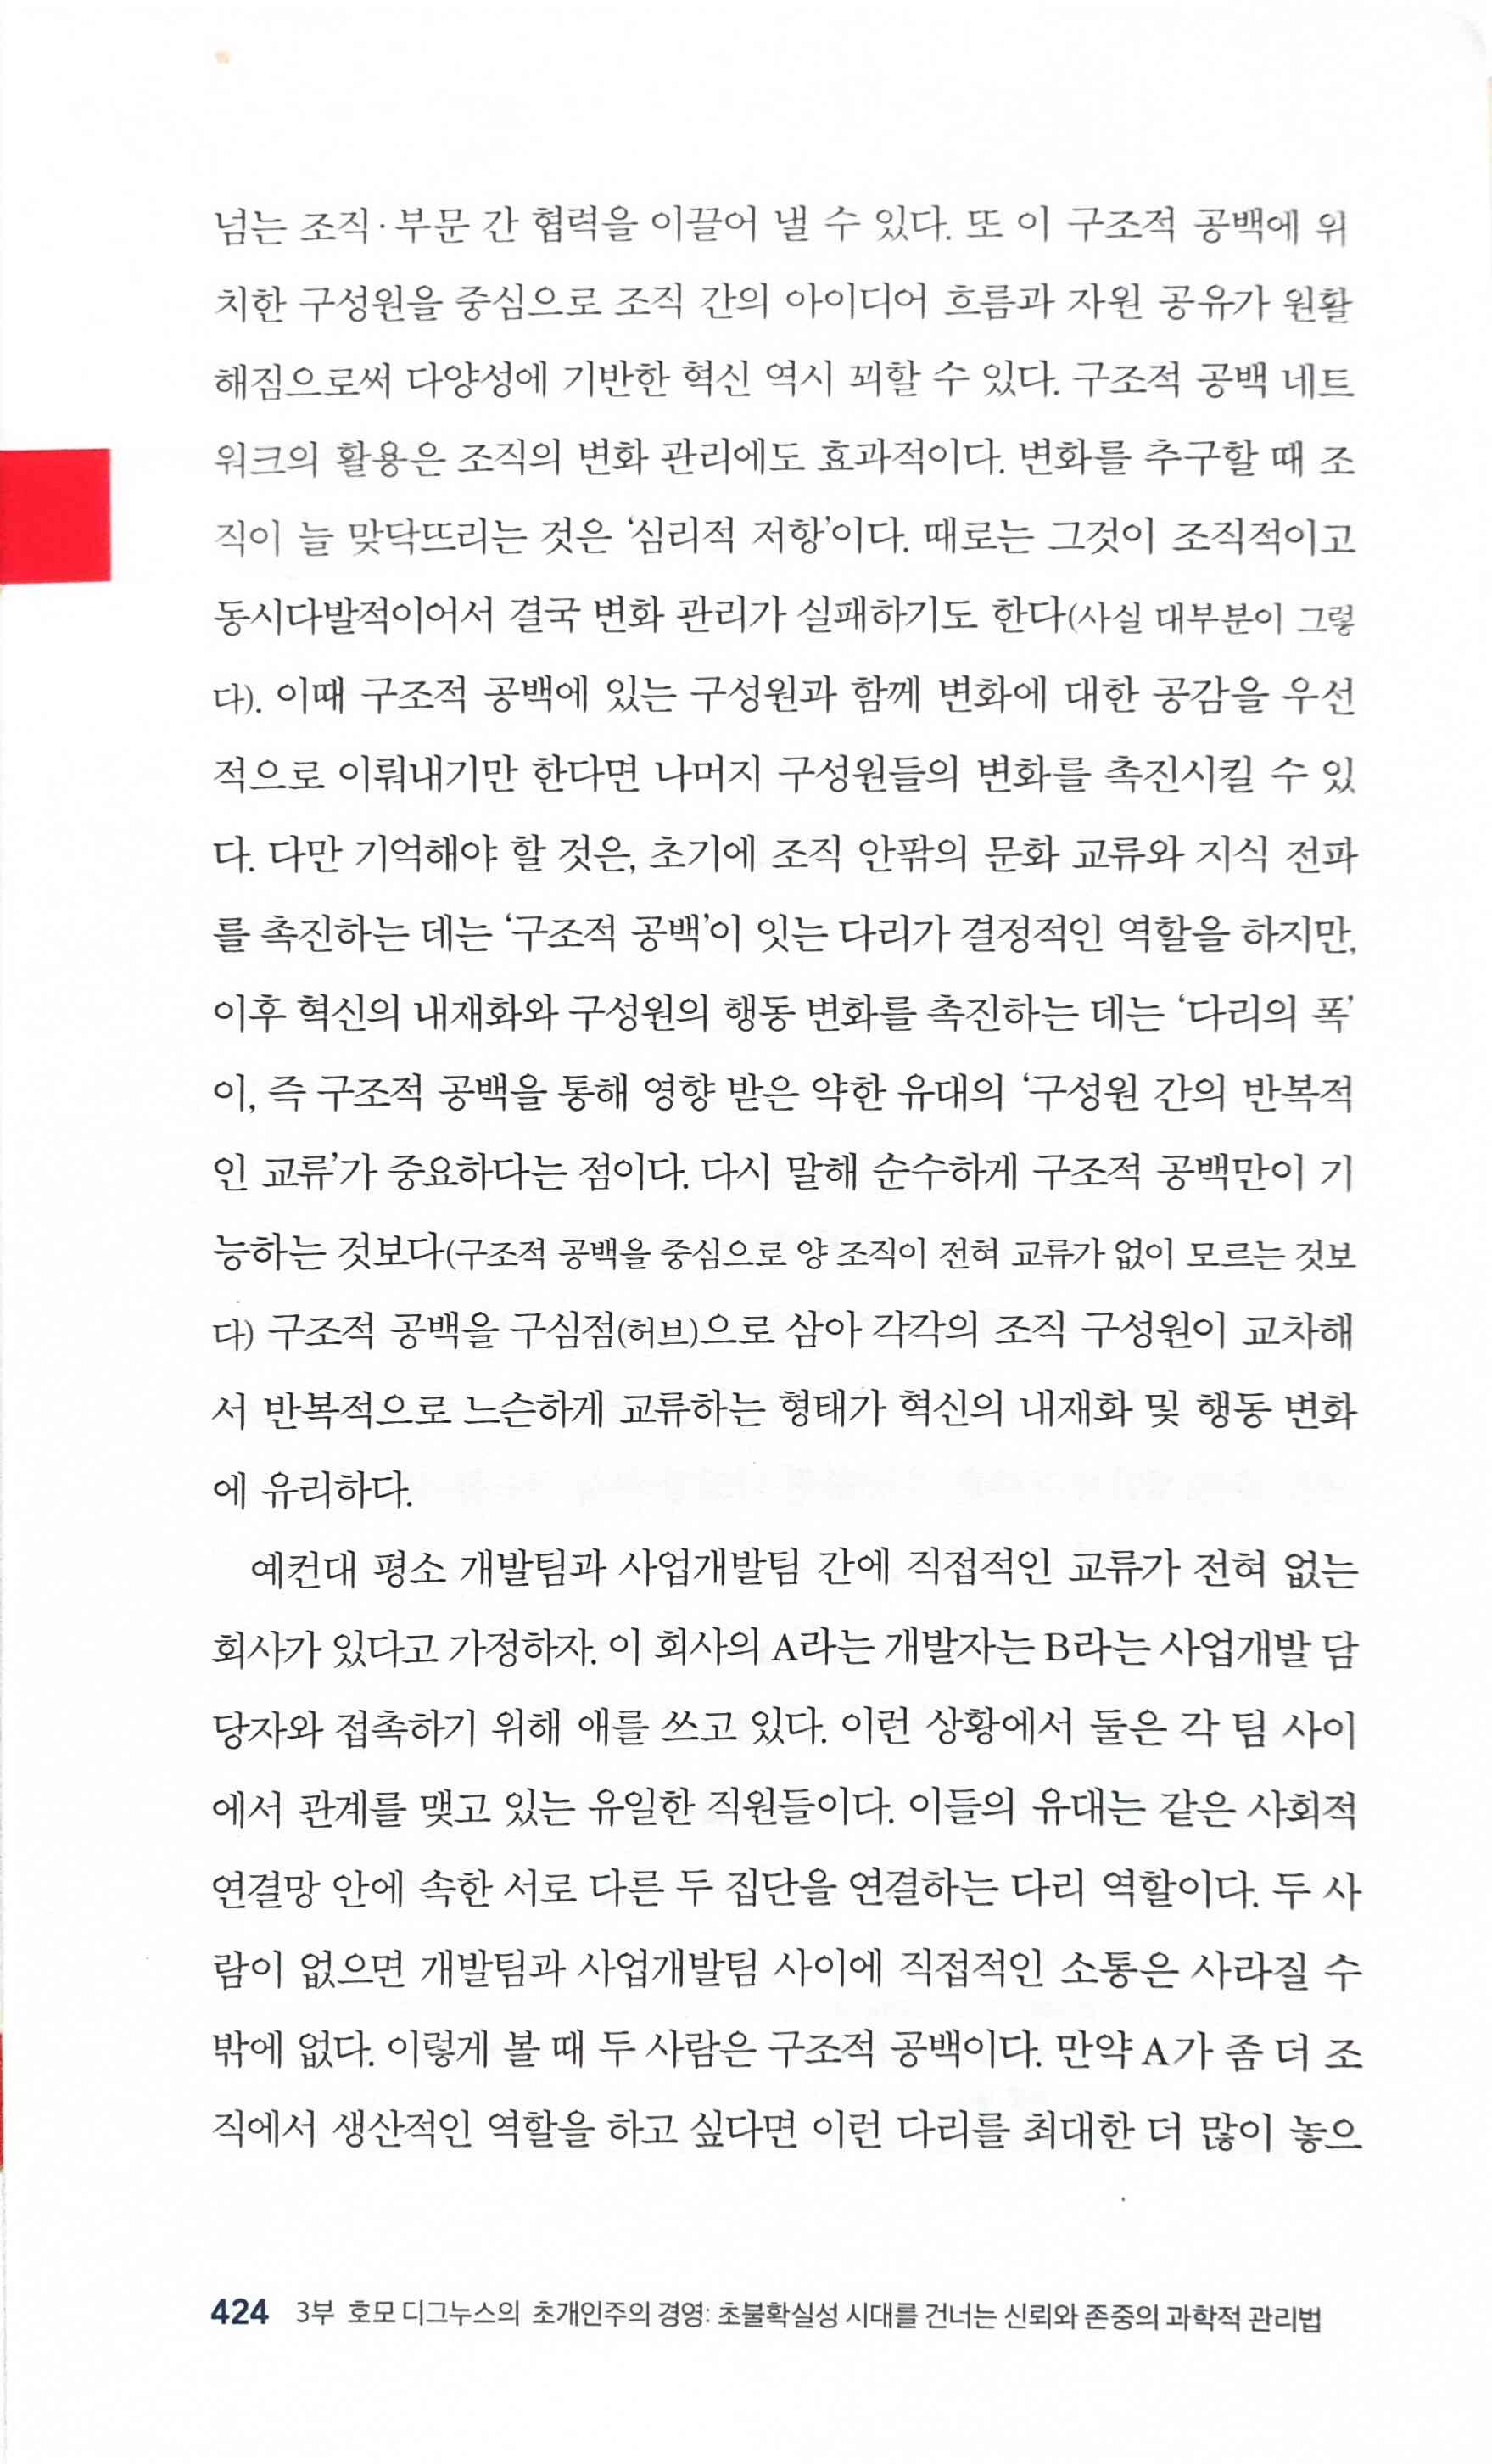 넘는 조직·부문 간 협력을 이끌어 낼 수 있다. 또 이 구조적 공백에 위
치한 구성원을 중심으로 조직 간의 아이디어 흐름과 자원 공유가 원활
해짐으로써 다양성에 기반한 혁신 역시 꾀할 수 있다. 구조적 공백 네트
워크의 활용은 조직의 변화 관리에도 효과적이다. 변화를 추구할 때 조
직이 늘 맞닥뜨리는 것은 ‘심리적 저항’이다. 때로는 그것이 조직적이고
동시다발적이어서 결국 변화 관리가 실패하기도 한다(사실 대부분이 그렇
다). 이때 구조적 공백에 있는 구성원과 함께 변화에 대한 공감을 우선
적으로 이뤄내기만 한다면 나머지 구성원들의 변화를 촉진시킬 수 있
다. 다만 기억해야 할 것은, 초기에 조직 안팎의 문화 교류와 지식 전파
를 촉진하는 데는 ‘구조적 공백’이 잇는 다리가 결정적인 역할을 하지만,
이후 혁신의 내재화와 구성원의 행동 변화를 촉진하는 데는 ‘다리의 폭’
이, 즉 구조적 공백을 통해 영향 받은 약한 유대의 ‘구성원 간의 반복적
인 교류’가 중요하다는 점이다. 다시 말해 순수하게 구조적 공백만이 기
능하는 것보다(구조적 공백을 중심으로 양 조직이 전혀 교류가 없이 모르는 것보
다) 구조적 공백을 구심점(허브)으로 삼아 각각의 조직 구성원이 교차해
서 반복적으로 느슨하게 교류하는 형태가 혁신의 내재화 및 행동 변화
에 유리하다.
예컨대 평소 개발팀과 사업개발팀 간에 직접적인 교류가 전혀 없는
회사가 있다고 가정하자. 이 회사의 A라는 개발자는 B라는 사업개발 담
당자와 접촉하기 위해 애를 쓰고 있다. 이런 상황에서 둘은 각 팀 사이
에서 관계를 맺고 있는 유일한 직원들이다. 이들의 유대는 같은 사회적
연결망 안에 속한 서로 다른 두 집단을 연결하는 다리 역할이다. 두 사
람이 없으면 개발팀과 사업개발팀 사이에 직접적인 소통은 사라질 수
밖에 없다. 이렇게 볼 때 두 사람은 구조적 공백이다. 만약 A가 좀 더 조
직에서 생산적인 역할을 하고 싶다면 이런 다리를 최대한 더 많이 놓으
424 3부 호모 디그누스의 초개인주의 경영: 초불확실성 시대를 건너는 신뢰와 존중의 과학적 관리법